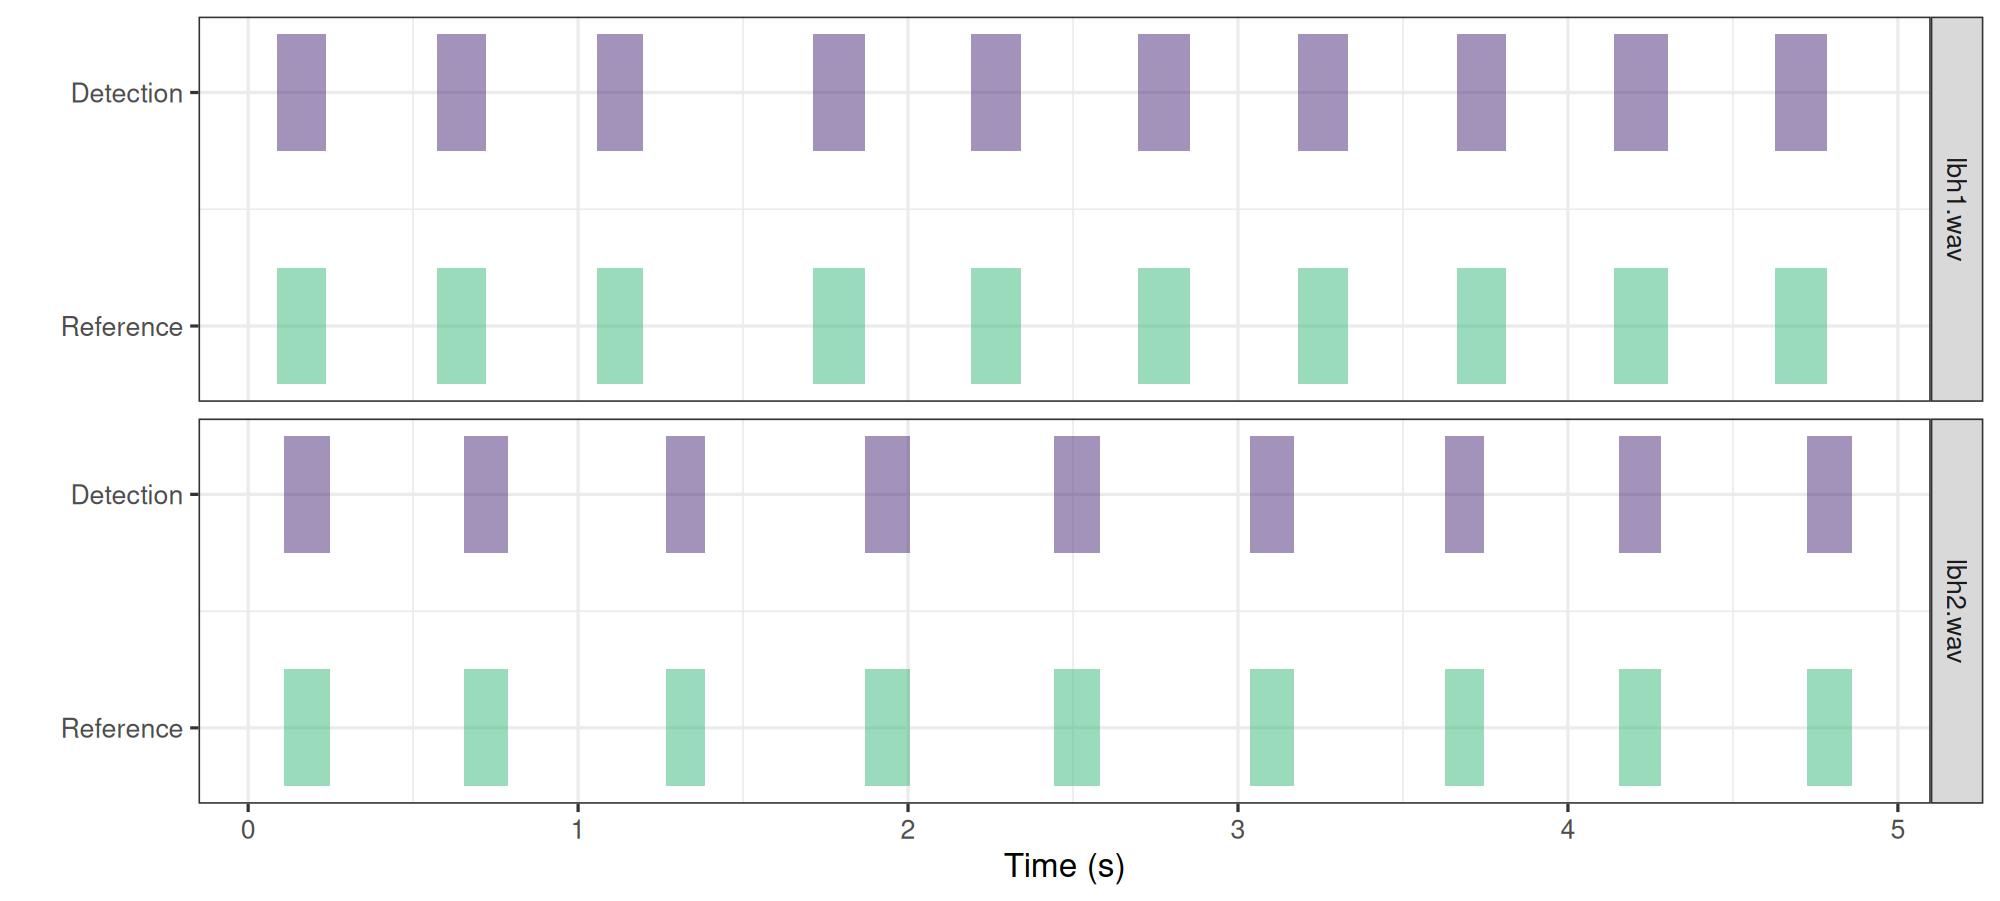 Detection
Reference
lbh1.wav
Detection
Reference
lbh2.wav
0 1 2 3 4 5
Time (s)